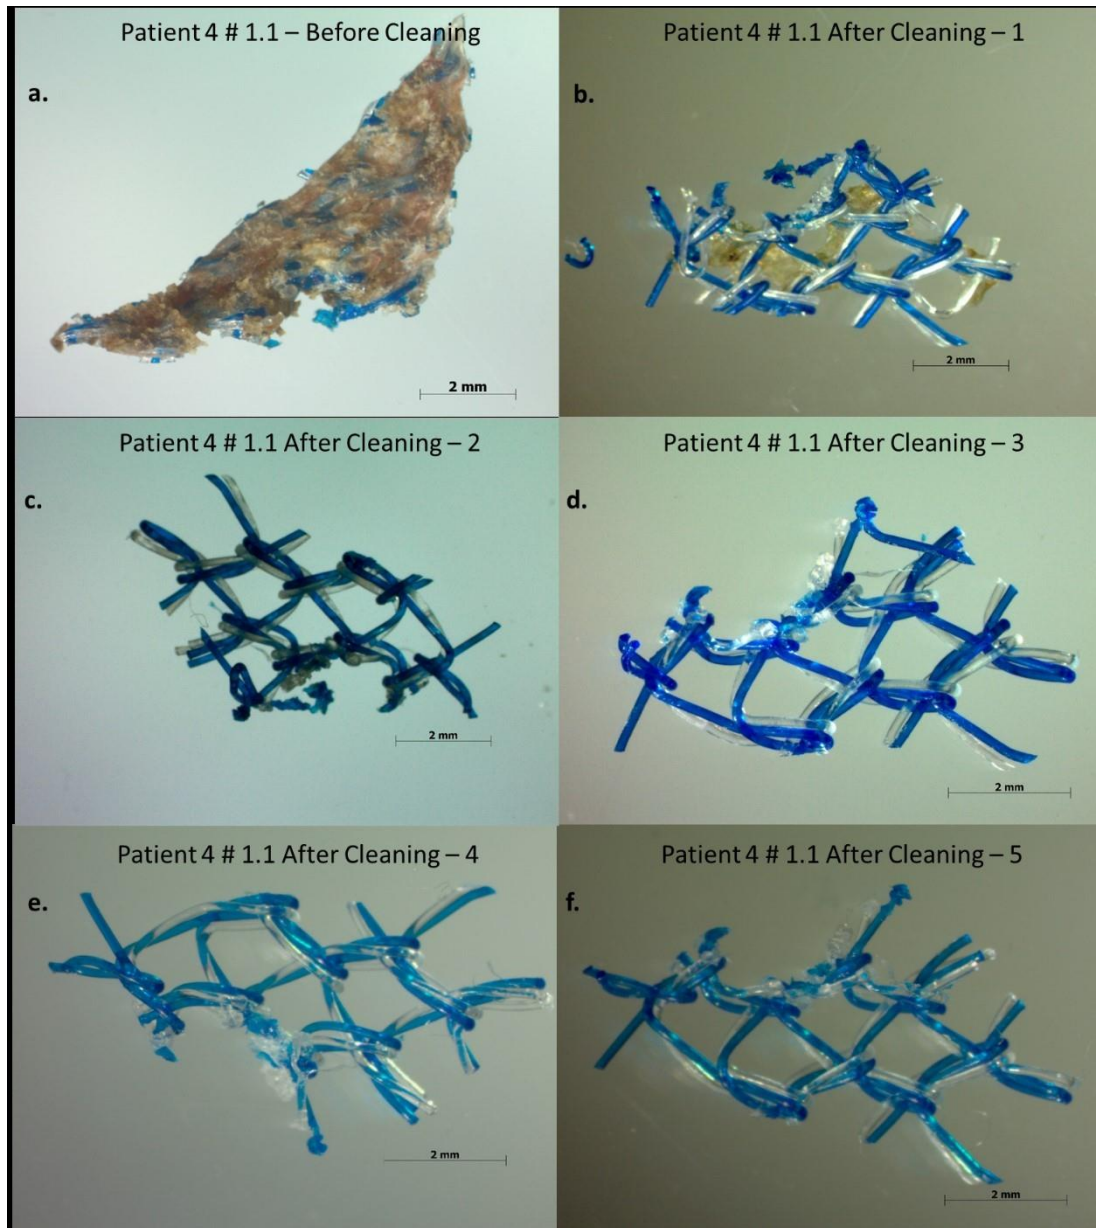 Patient 4 # 1.1 – Before Cleaning
a.
2 mm
Patient 4 # 1.1 After Cleaning – 1
b.
2 mm
Patient 4 # 1.1 After Cleaning – 2
c.
2 mm
Patient 4 # 1.1 After Cleaning – 3
d.
2 mm
Patient 4 # 1.1 After Cleaning – 4
e.
2 mm
Patient 4 # 1.1 After Cleaning – 5
f.
2 mm